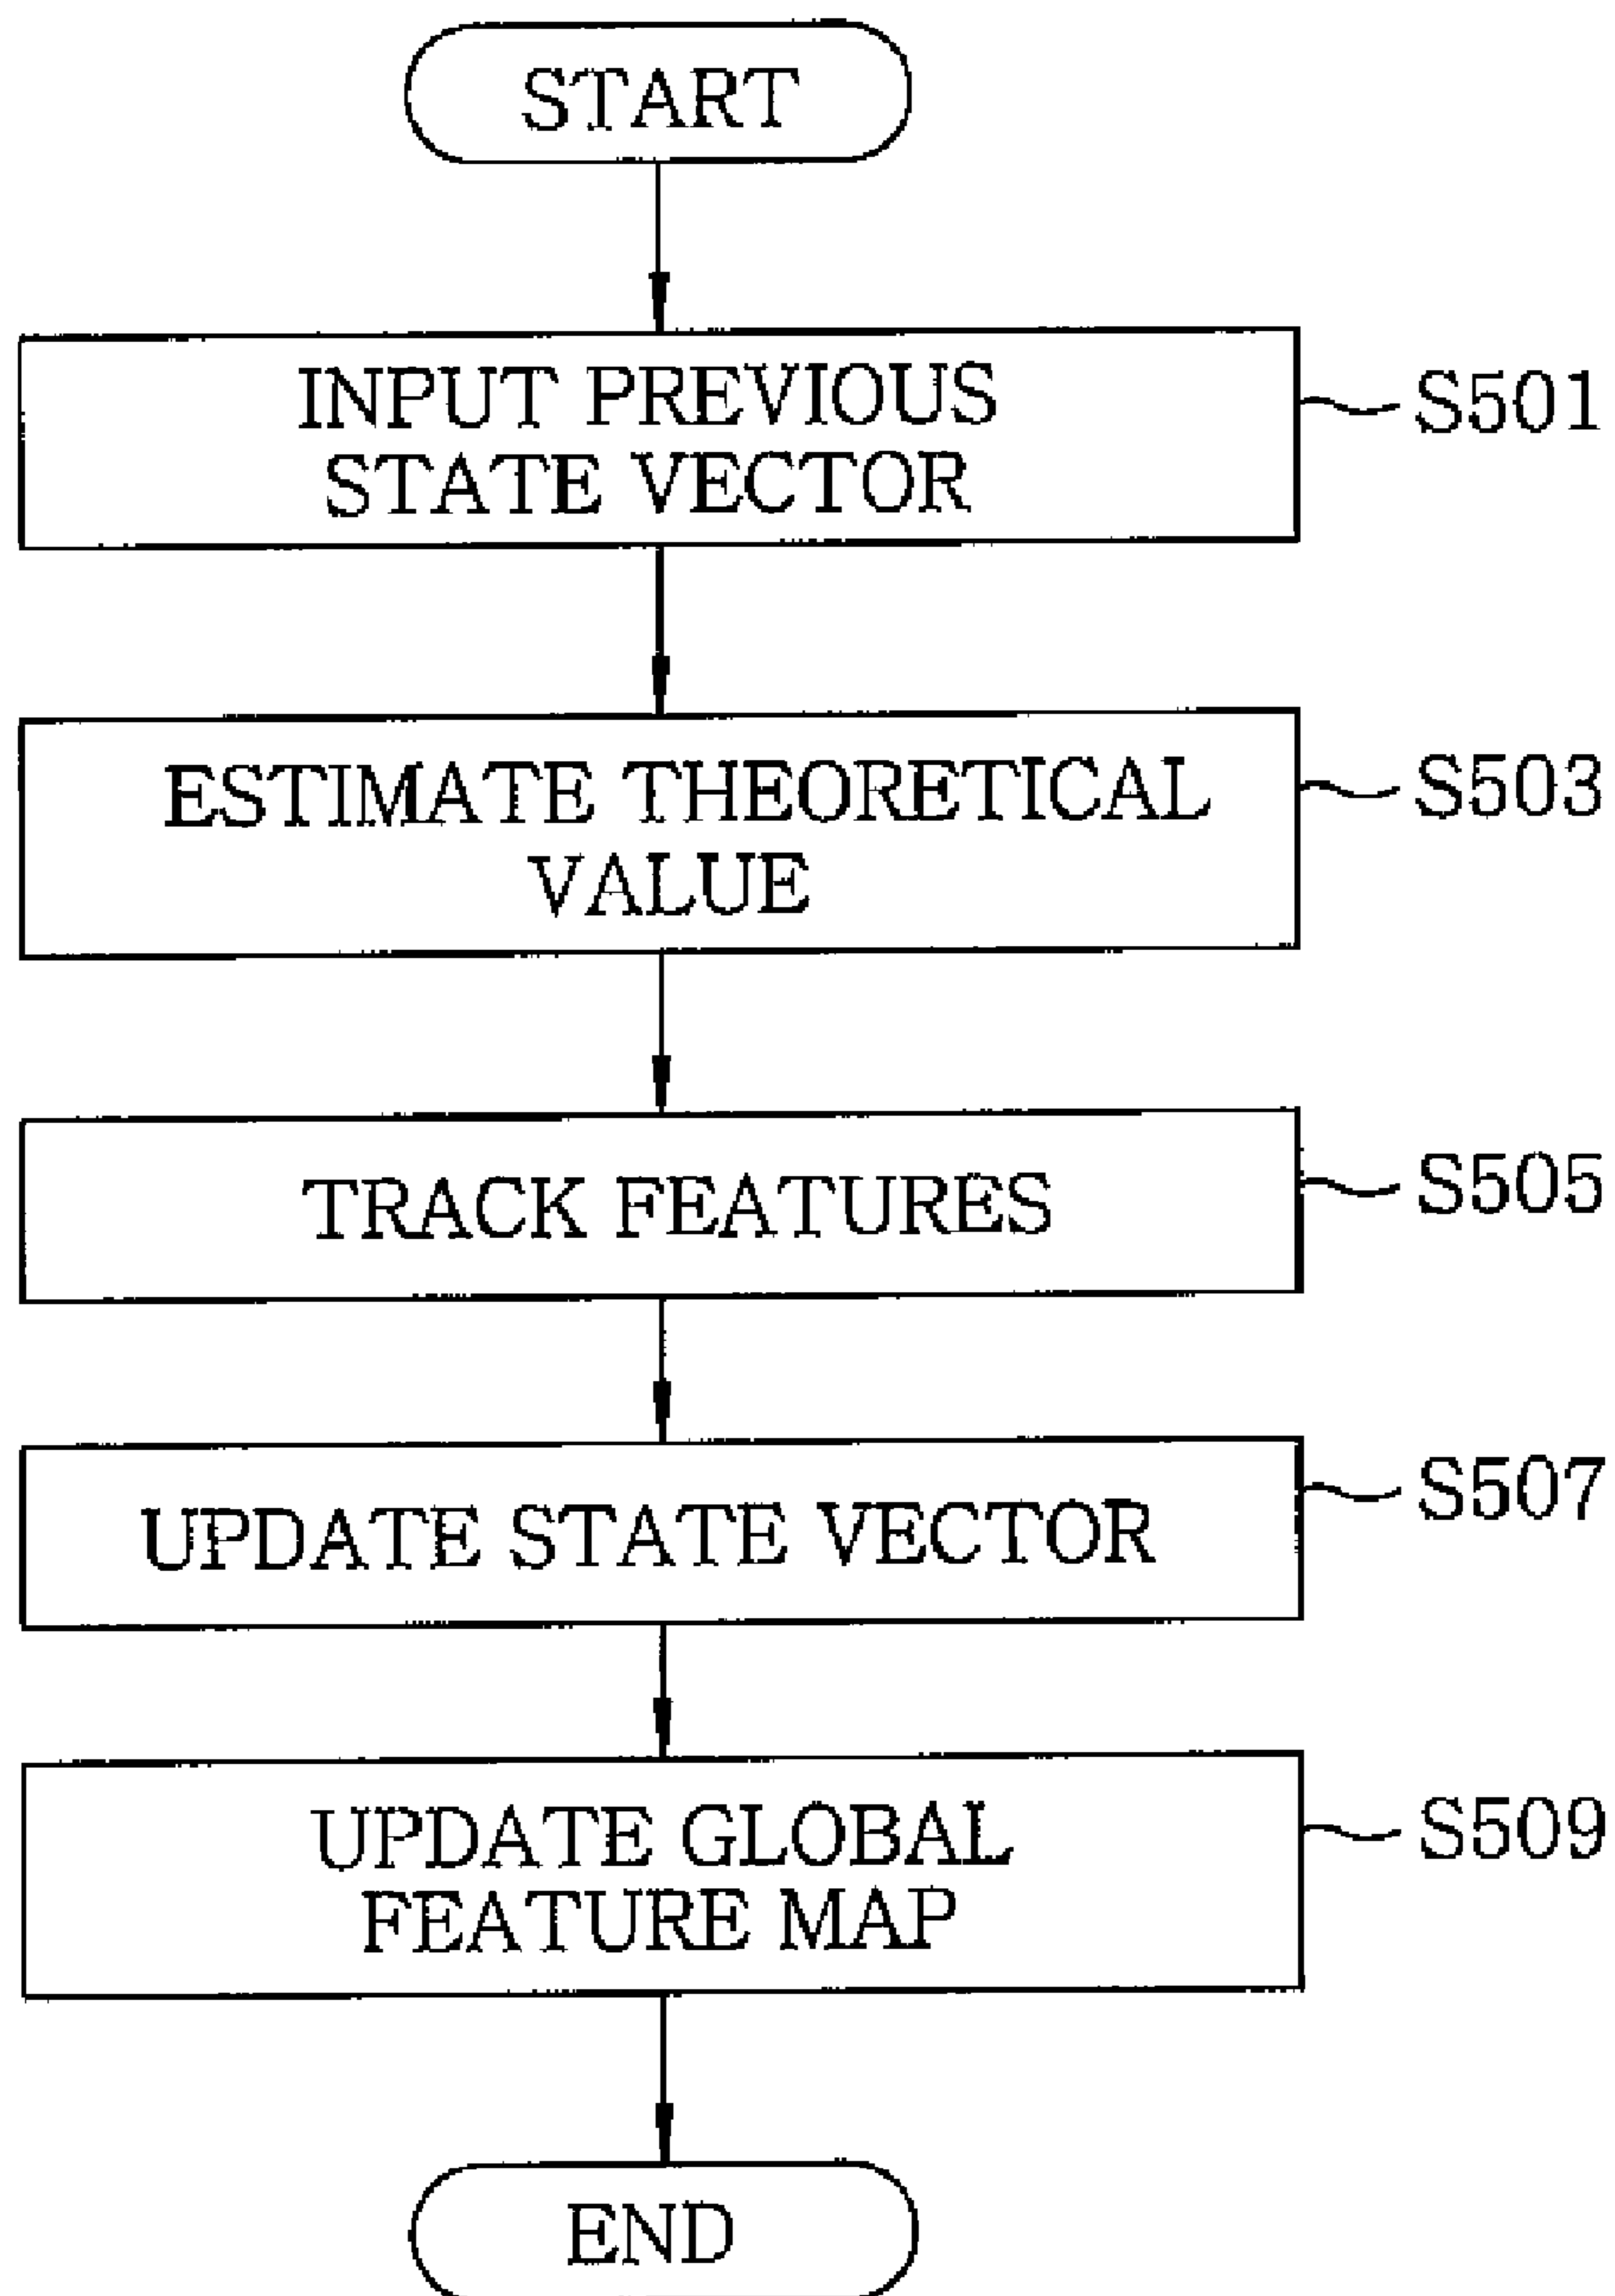 START
INPUT PREVIOUS
STATE VECTOR
S501
ESTIMATE THEORETICAL
VALUE
S503
TRACK FEATURES
S505
UPDATE STATE VECTOR
S507
UPDATE GLOBAL
FEATURE MAP
S509
END